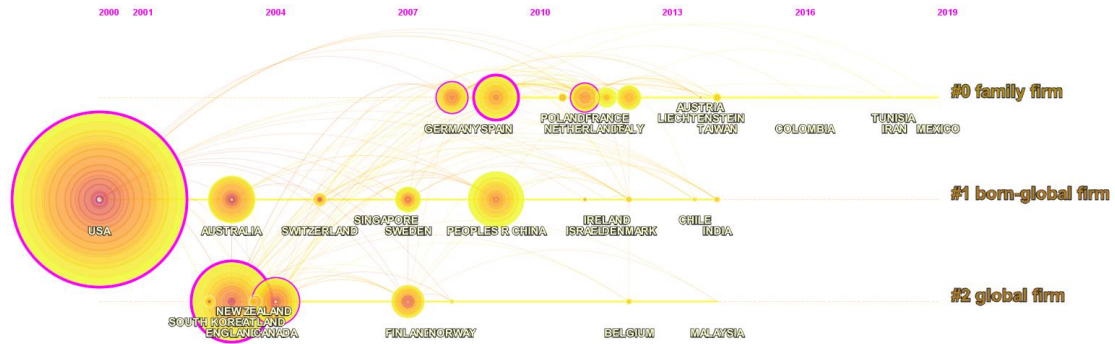 2000 2001 2004 2007 2010 2013 2016 2019
#0 family firm
AUSTRIA
POLAND FRANCE LIECHTENSTEIN TUNISIA
GERMANY SPAIN NETHERLANDS ITALY TAIWAN COLOMBIA IRAN MEXICO
#1 born-global firm
SINGAPORE IRELAND CHILE
USA AUSTRALIA SWITZERLAND SWEDEN PEOPLES R CHINA ISRAEL DENMARK INDIA
#2 global firm
NEW ZEALAND
SOUTH KOREA
ENGLAND CANADA FINLAND NORWAY BELGIUM MALAYSIA